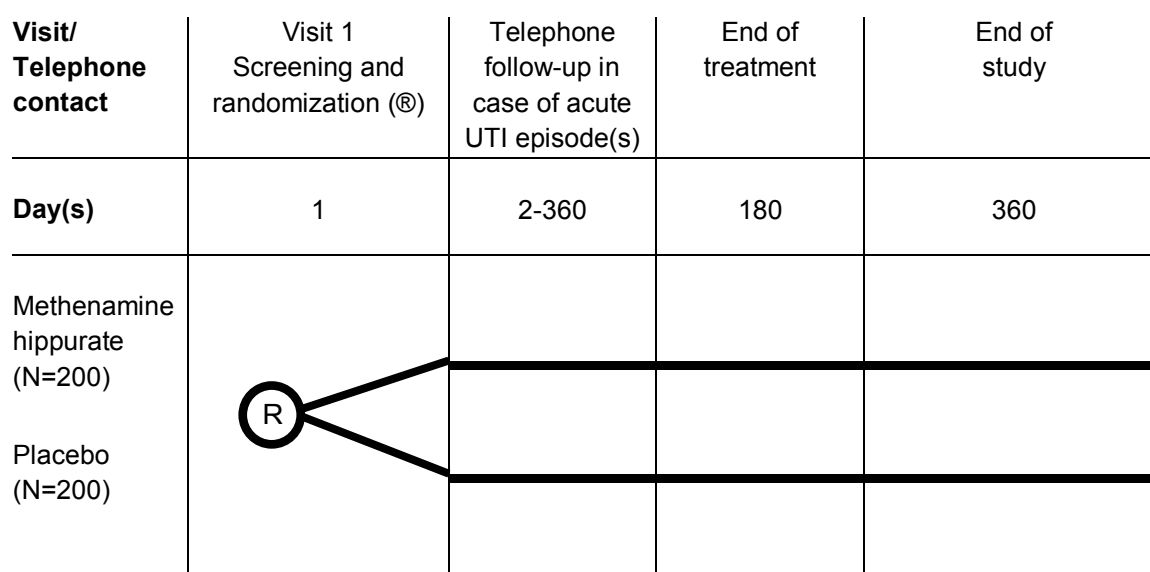 Visit/
Telephone
contact
Visit 1
Screening and
randomization (®)
Telephone
follow-up in
case of acute
UTI episode(s)
End of
treatment
End of
study
Day(s)
1
2-360
180
360
Methenamine
hippurate
(N=200)
R
Placebo
(N=200)